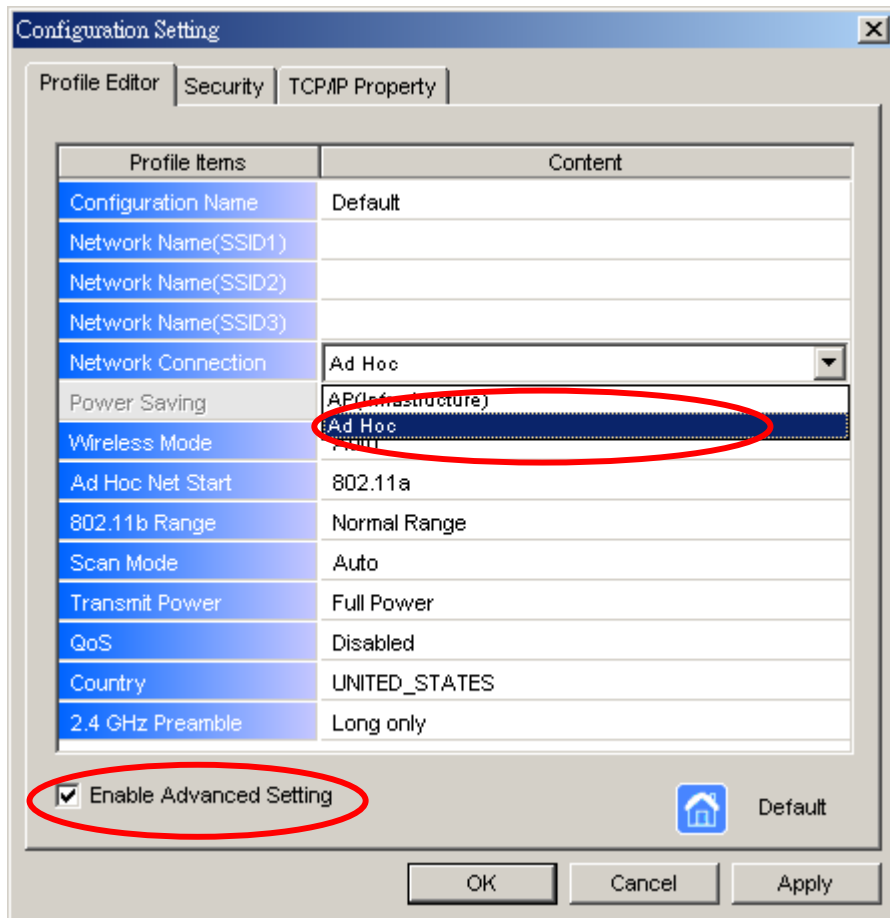 Configuration Setting
Profile Editor Security TCP/IP Property
Profile Items Content
Configuration Name Default
Network Name(SSID1)
Network Name(SSID2)
Network Name(SSID3)
Network Connection Ad Hoc
AP(Infrastructure)
Power Saving
Ad Hoc
Wireless Mode Auto
Ad Hoc Net Start 802.11a
802.11b Range Normal Range
Scan Mode Auto
Transmit Power Full Power
QoS Disabled
Country UNITED_STATES
2.4 GHz Preamble Long only
Enable Advanced Setting Default
OK Cancel Apply